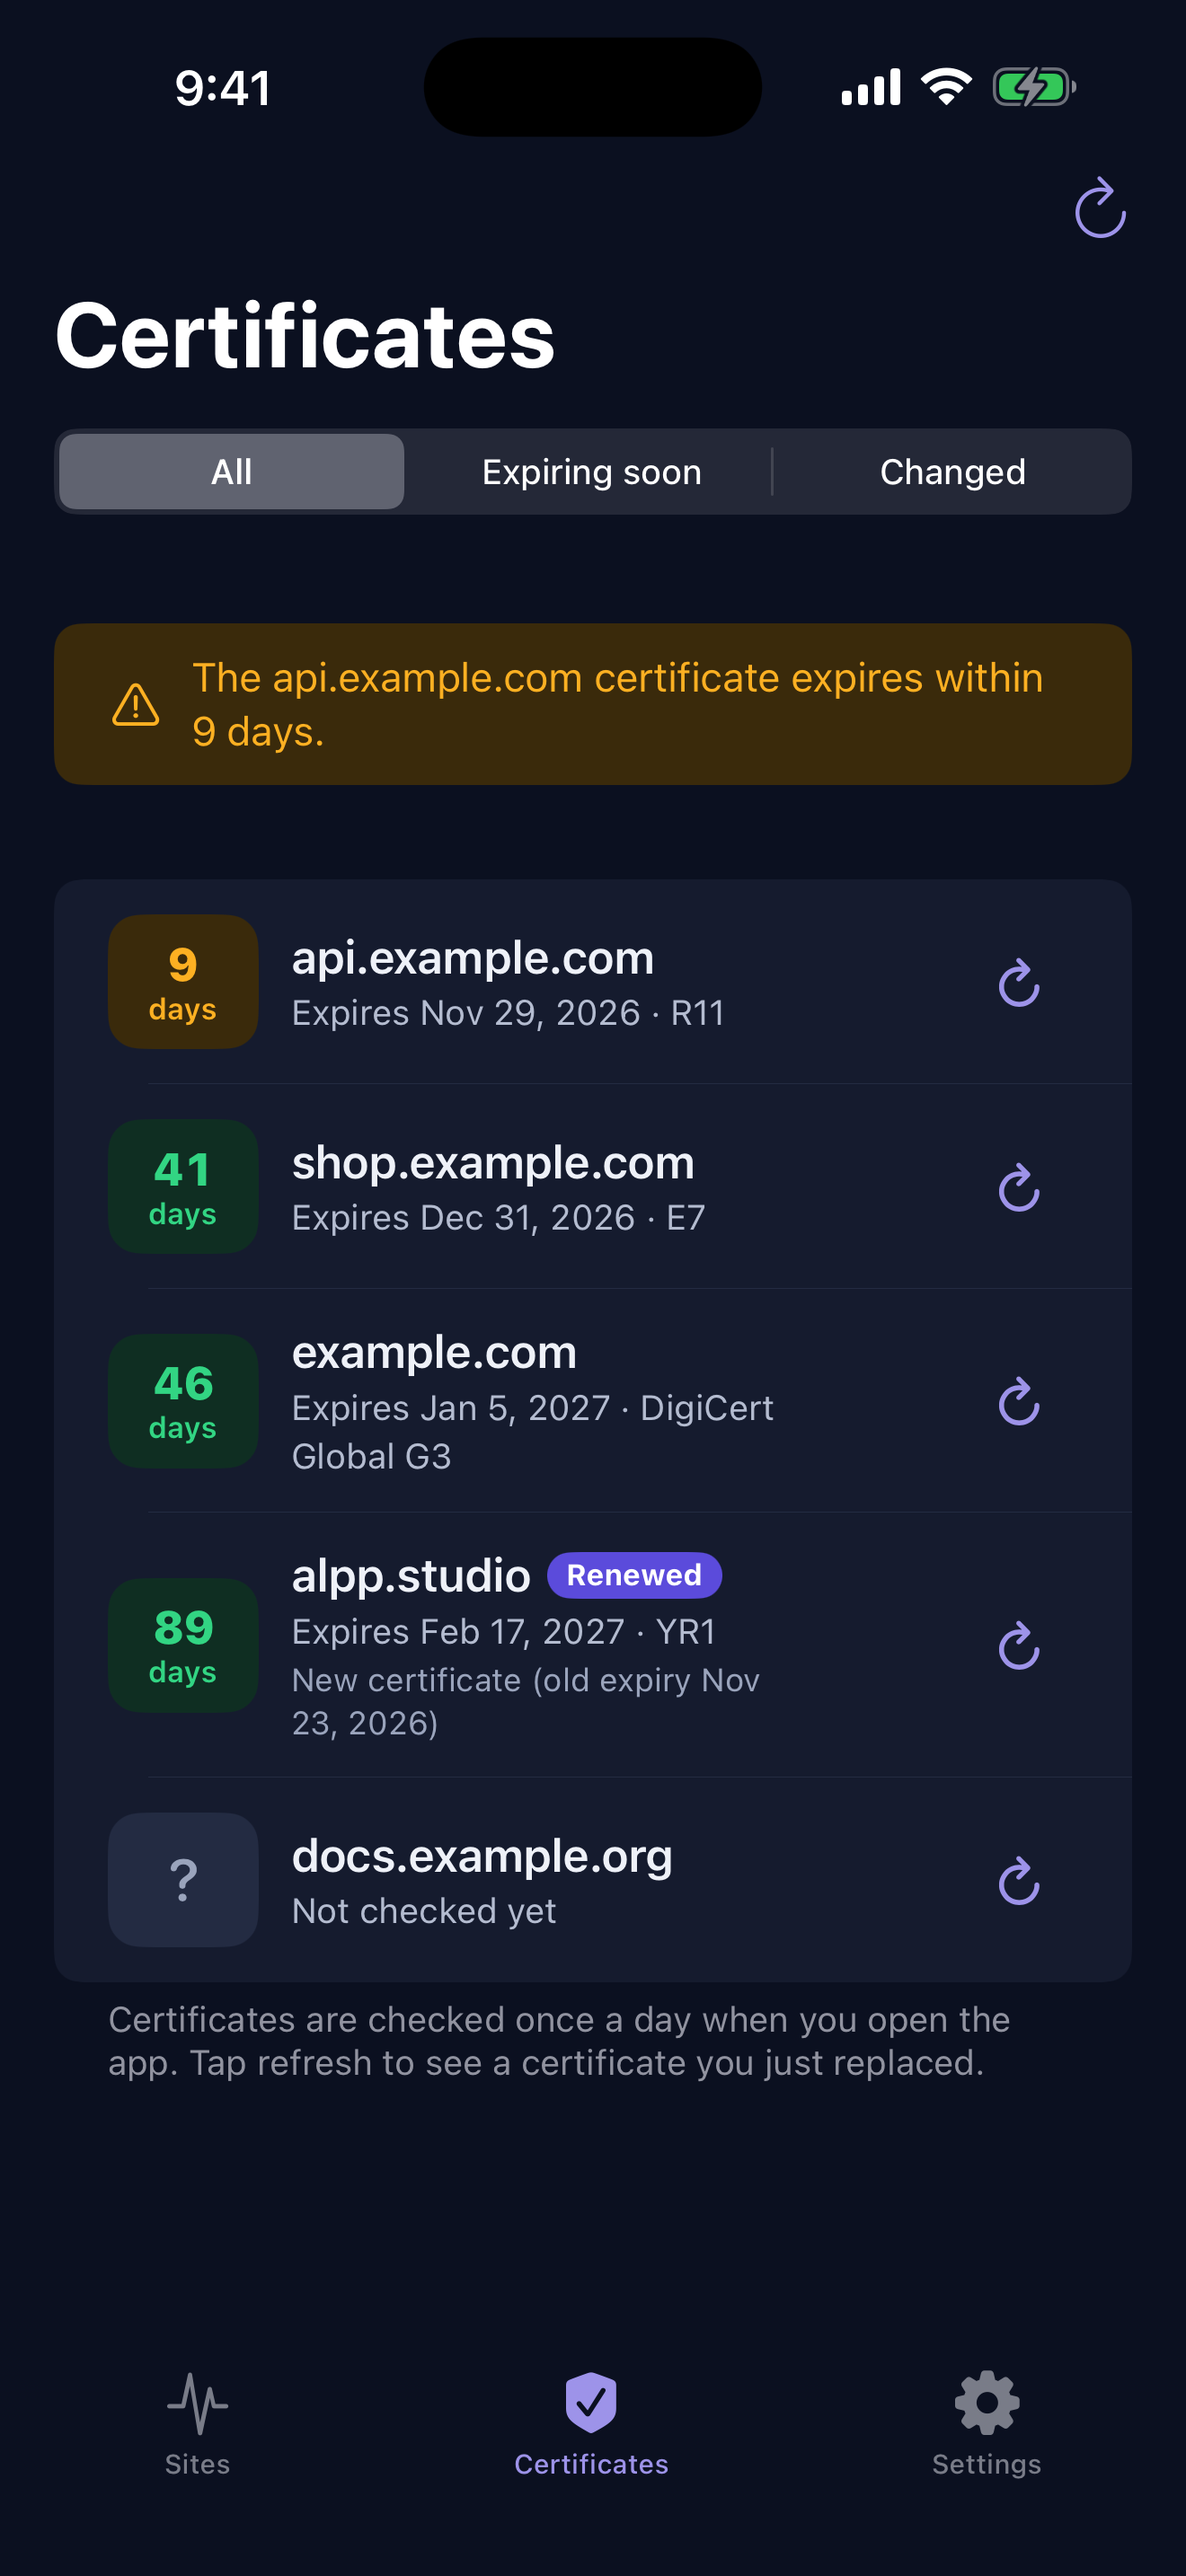 9:41
Certificates
All
Expiring soon
Changed
The api.example.com certificate expires within
9 days.
9
days
api.example.com
Expires Nov 29, 2026 · R11
41
days
shop.example.com
Expires Dec 31, 2026 · E7
46
days
example.com
Expires Jan 5, 2027 · DigiCert
Global G3
89
days
alpp.studio
Renewed
Expires Feb 17, 2027 · YR1
New certificate (old expiry Nov
23, 2026)
?
docs.example.org
Not checked yet
Certificates are checked once a day when you open the
app. Tap refresh to see a certificate you just replaced.
Sites
Certificates
Settings